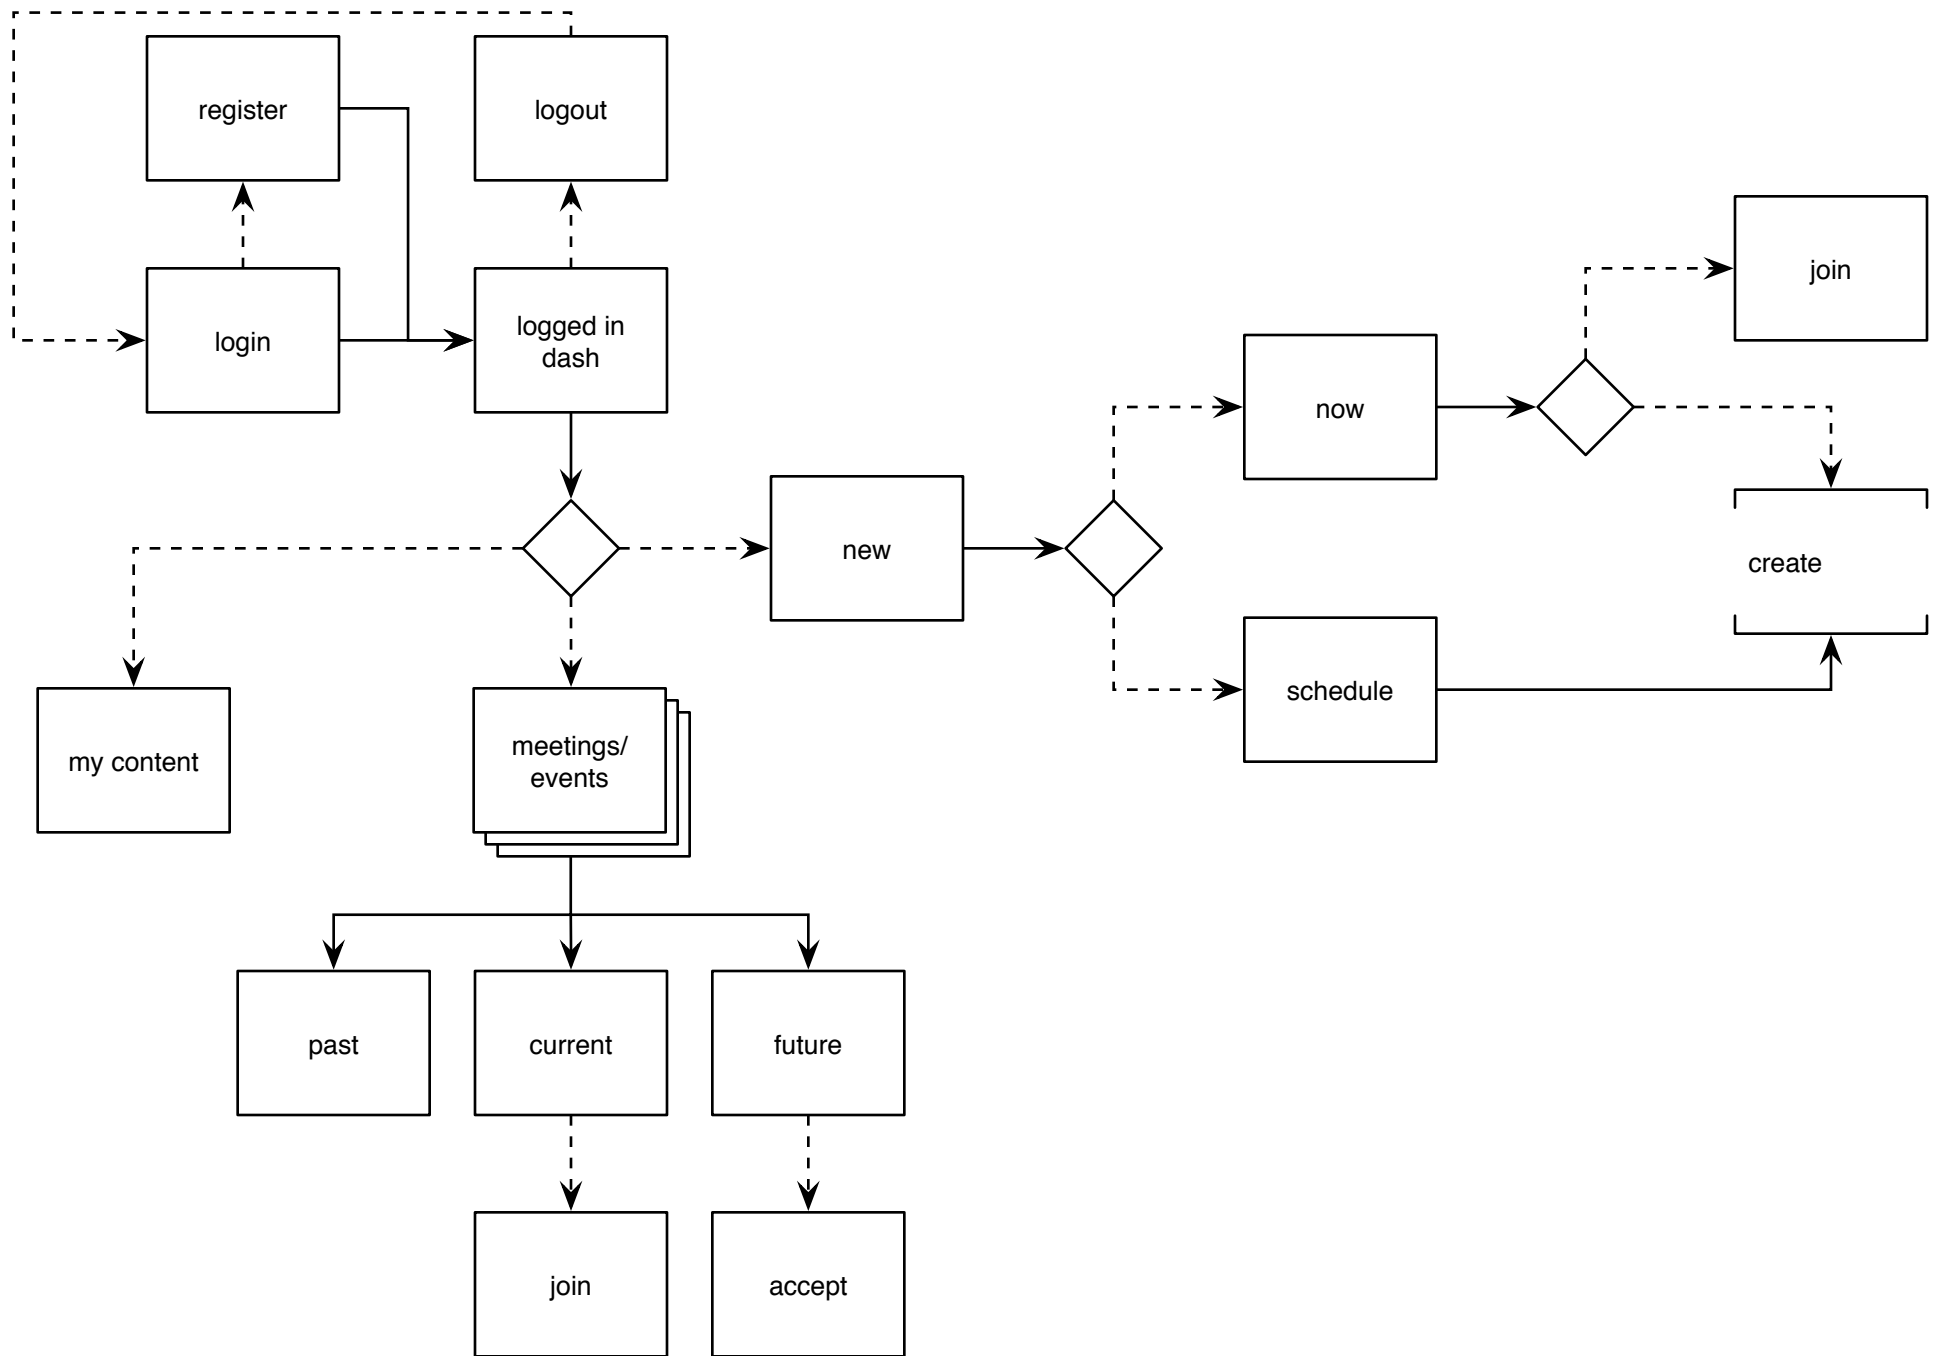 register
logout
login
logged in
dash
join
now
new
create
schedule
my content
meetings/
events
past
current
future
join
accept